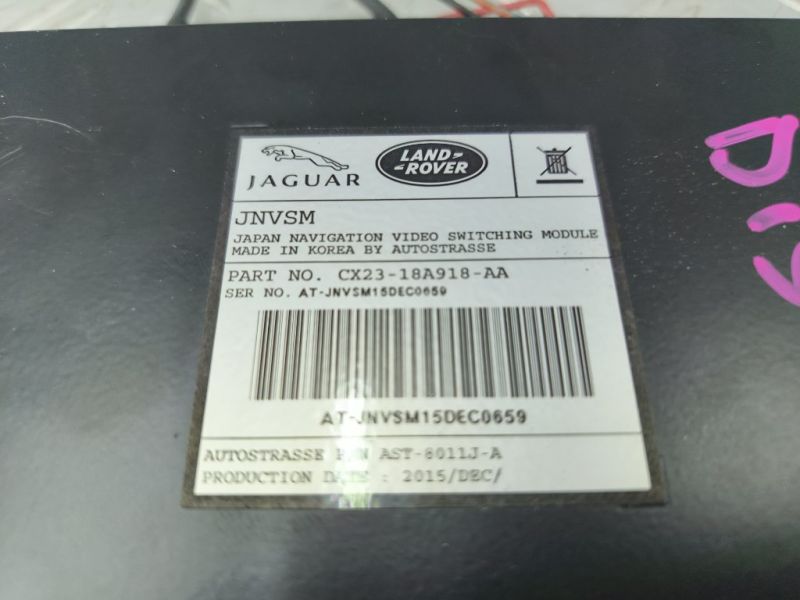 JAGUAR
LAND-
-ROVER
JNVSM
JAPAN NAVIGATION VIDEO SWITCHING MODULE
MADE IN KOREA BY AUTOSTRASSE
PART NO. CX23-18A918-AA
SER NO. AT-JNVSM15DEC0659
AT-JNVSM15DEC0659
AUTOSTRASSE P/N AST-8011J-A
PRODUCTION DATE : 2015/DEC/